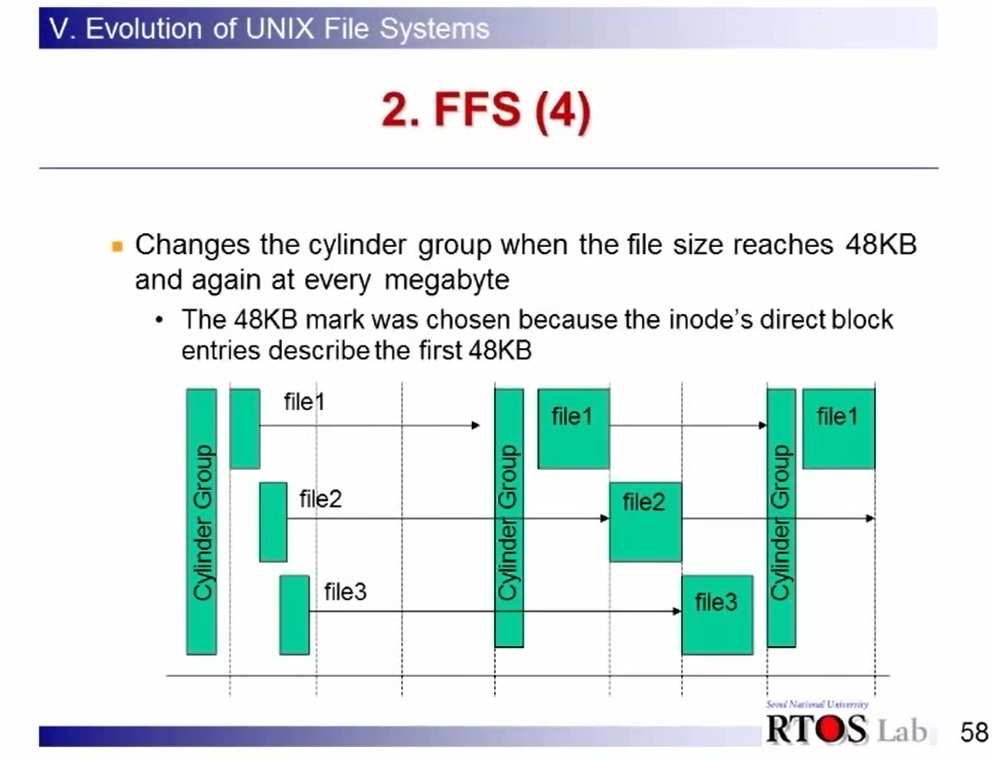 V. Evolution of UNIX File Systems
2. FFS (4)
Changes the cylinder group when the file size reaches 48KB
and again at every megabyte
• The 48KB mark was chosen because the inode's direct block
entries describe the first 48KB
Cylinder Group
file1
file2
file3
Cylinder Group
file1
file2
file3
Cylinder Group
file1
Seoul National University
RTOS Lab
58